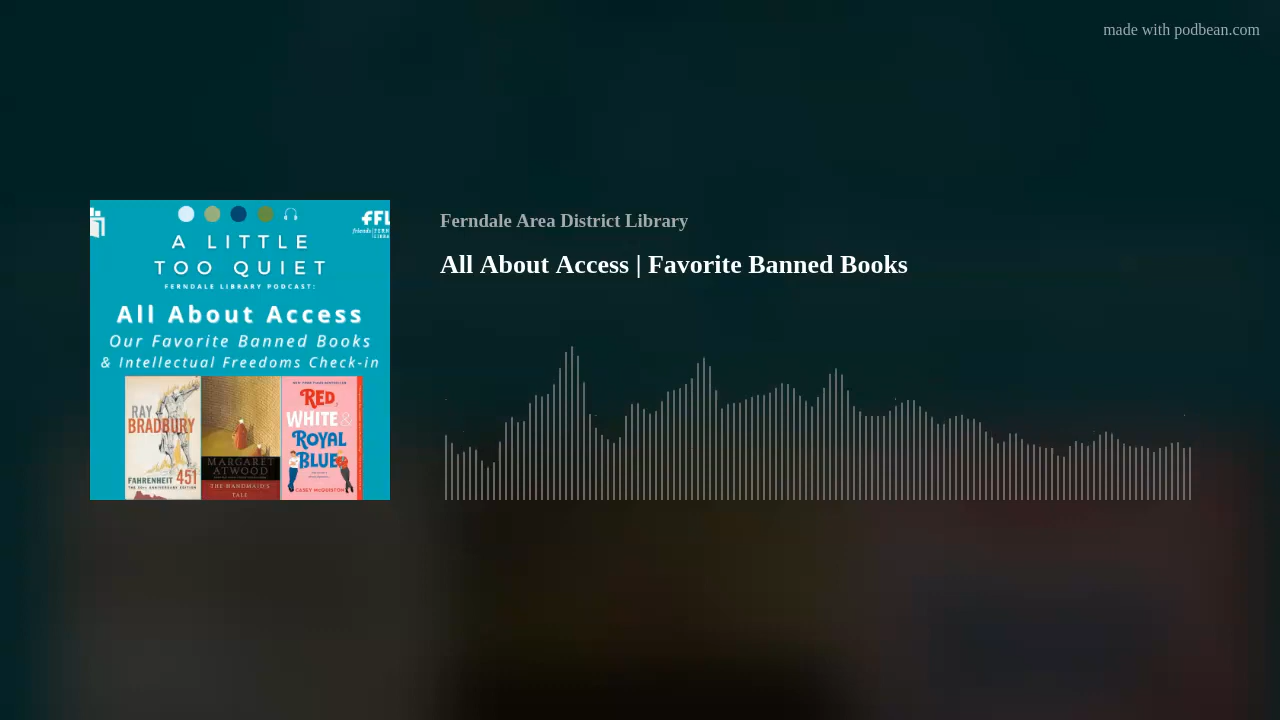 made with podbean.com
Ferndale Area District Library
All About Access | Favorite Banned Books
fFL
friends
A LITTLE
TOO QUIET
FERNDALE LIBRARY PODCAST:
All About Access
Our Favorite Banned Books
& Intellectual Freedoms Check-in
RAY
BRADBURY
FAHRENHEIT 451
MARGARET
ATWOOD
THE HANDMAID'S
TALE
RED,
WHITE &
ROYAL
BLUE
CASEY McQUISTON